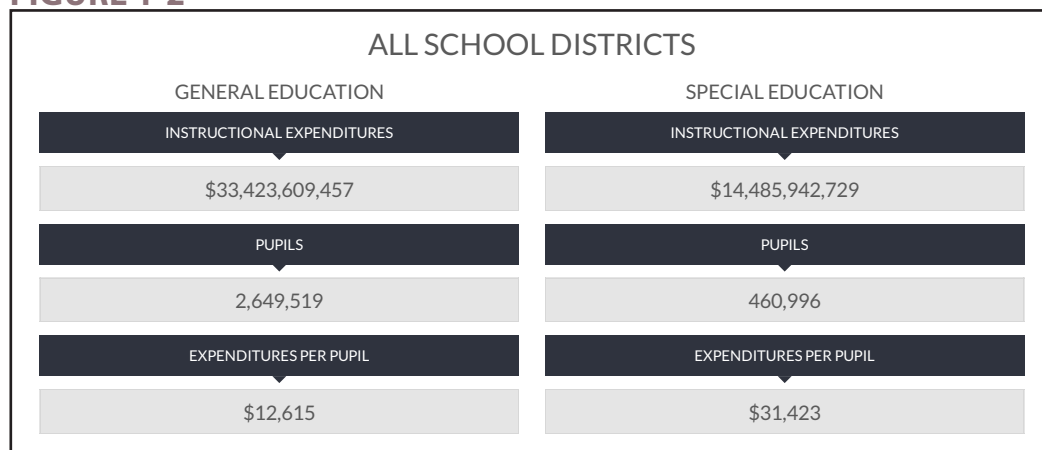 FIGURE 1-2
ALL SCHOOL DISTRICTS
GENERAL EDUCATION
INSTRUCTIONAL EXPENDITURES
$33,423,609,457
PUPILS
2,649,519
EXPENDITURES PER PUPIL
$12,615
SPECIAL EDUCATION
INSTRUCTIONAL EXPENDITURES
$14,485,942,729
PUPILS
460,996
EXPENDITURES PER PUPIL
$31,423